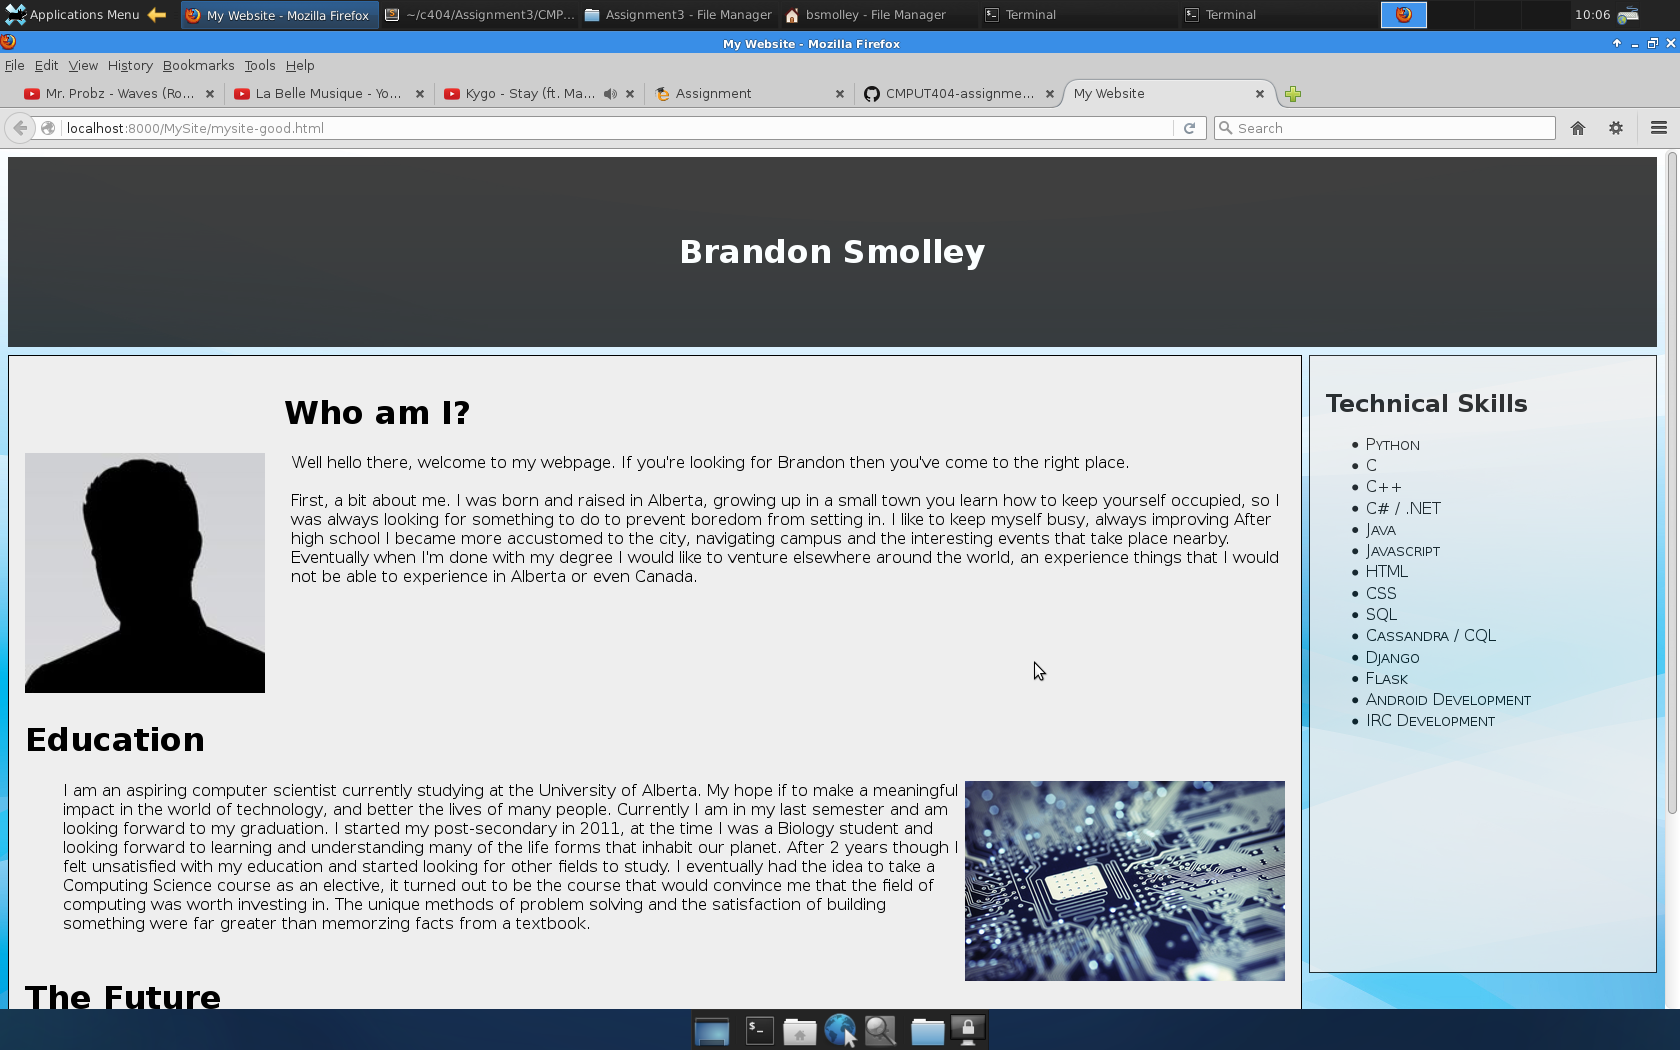 Applications Menu
My Website - Mozilla Firefox
~/c404/Assignment3/CMP...
Assignment3 - File Manager
bsmolley - File Manager
Terminal
Terminal
10:06
My Website - Mozilla Firefox
File Edit View History Bookmarks Tools Help
Mr. Probz - Waves (Ro...
La Belle Musique - Yo...
Kygo - Stay (ft. Ma...
Assignment
CMPUT404-assignme...
My Website
localhost:8000/MySite/mysite-good.html
Search
Brandon Smolley
Who am I?
Well hello there, welcome to my webpage. If you're looking for Brandon then you've come to the right place.
First, a bit about me. I was born and raised in Alberta, growing up in a small town you learn how to keep yourself occupied, so I
was always looking for something to do to prevent boredom from setting in. I like to keep myself busy, always improving After
high school I became more accustomed to the city, navigating campus and the interesting events that take place nearby.
Eventually when I'm done with my degree I would like to venture elsewhere around the world, an experience things that I would
not be able to experience in Alberta or even Canada.
Education
I am an aspiring computer scientist currently studying at the University of Alberta. My hope if to make a meaningful
impact in the world of technology, and better the lives of many people. Currently I am in my last semester and am
looking forward to my graduation. I started my post-secondary in 2011, at the time I was a Biology student and
looking forward to learning and understanding many of the life forms that inhabit our planet. After 2 years though I
felt unsatisfied with my education and started looking for other fields to study. I eventually had the idea to take a
Computing Science course as an elective, it turned out to be the course that would convince me that the field of
computing was worth investing in. The unique methods of problem solving and the satisfaction of building
something were far greater than memorzing facts from a textbook.
The Future
Technical Skills
• Python
• C
• C++
• C# / .NET
• Java
• Javascript
• HTML
• CSS
• SQL
• Cassandra / CQL
• Django
• Flask
• Android Development
• IRC Development